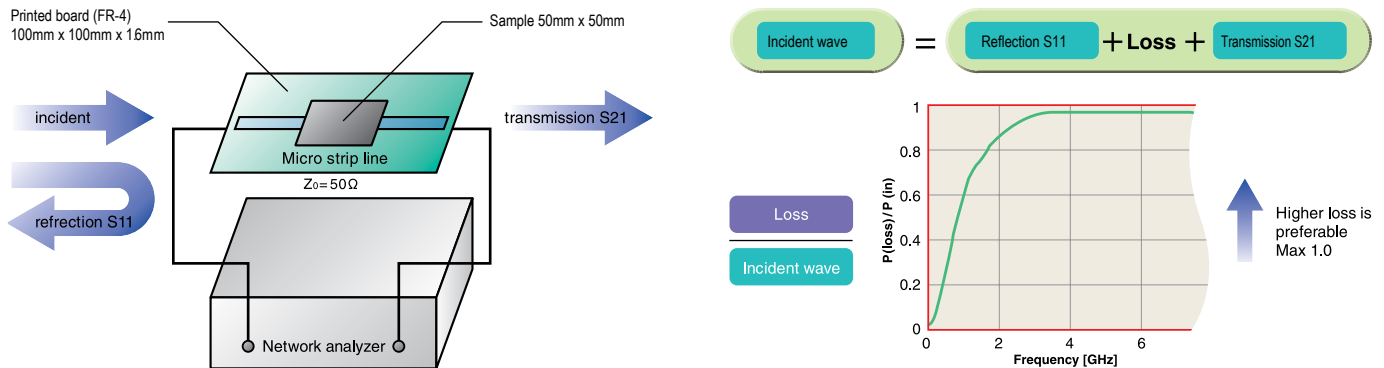 Printed board (FR-4)
100mm x 100mm x 1.6mm
Sample 50mm x 50mm
incident
transmission S21
Micro strip line
Z0=50Ω
refrection S11
Network analyzer
Incident wave = Reflection S11 + Loss + Transmission S21
Loss
Incident wave
P(loss) / P (in)
1
0.8
0.6
0.4
0.2
0
0 2 4 6
Frequency [GHz]
Higher loss is
preferable
Max 1.0